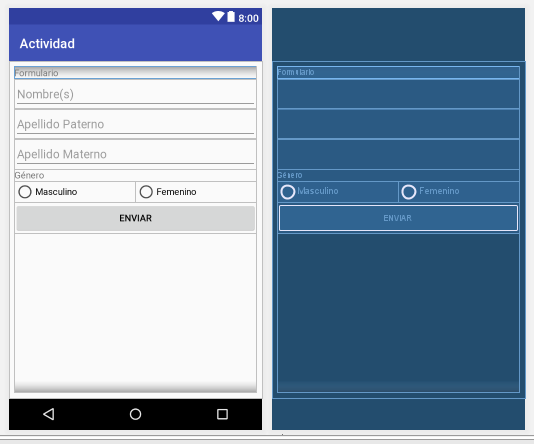 8:00
Actividad
Formulario
Nombre(s)
Apellido Paterno
Apellido Materno
Género
Masculino Femenino
ENVIAR
Formulario
Género
Masculino Femenino
ENVIAR